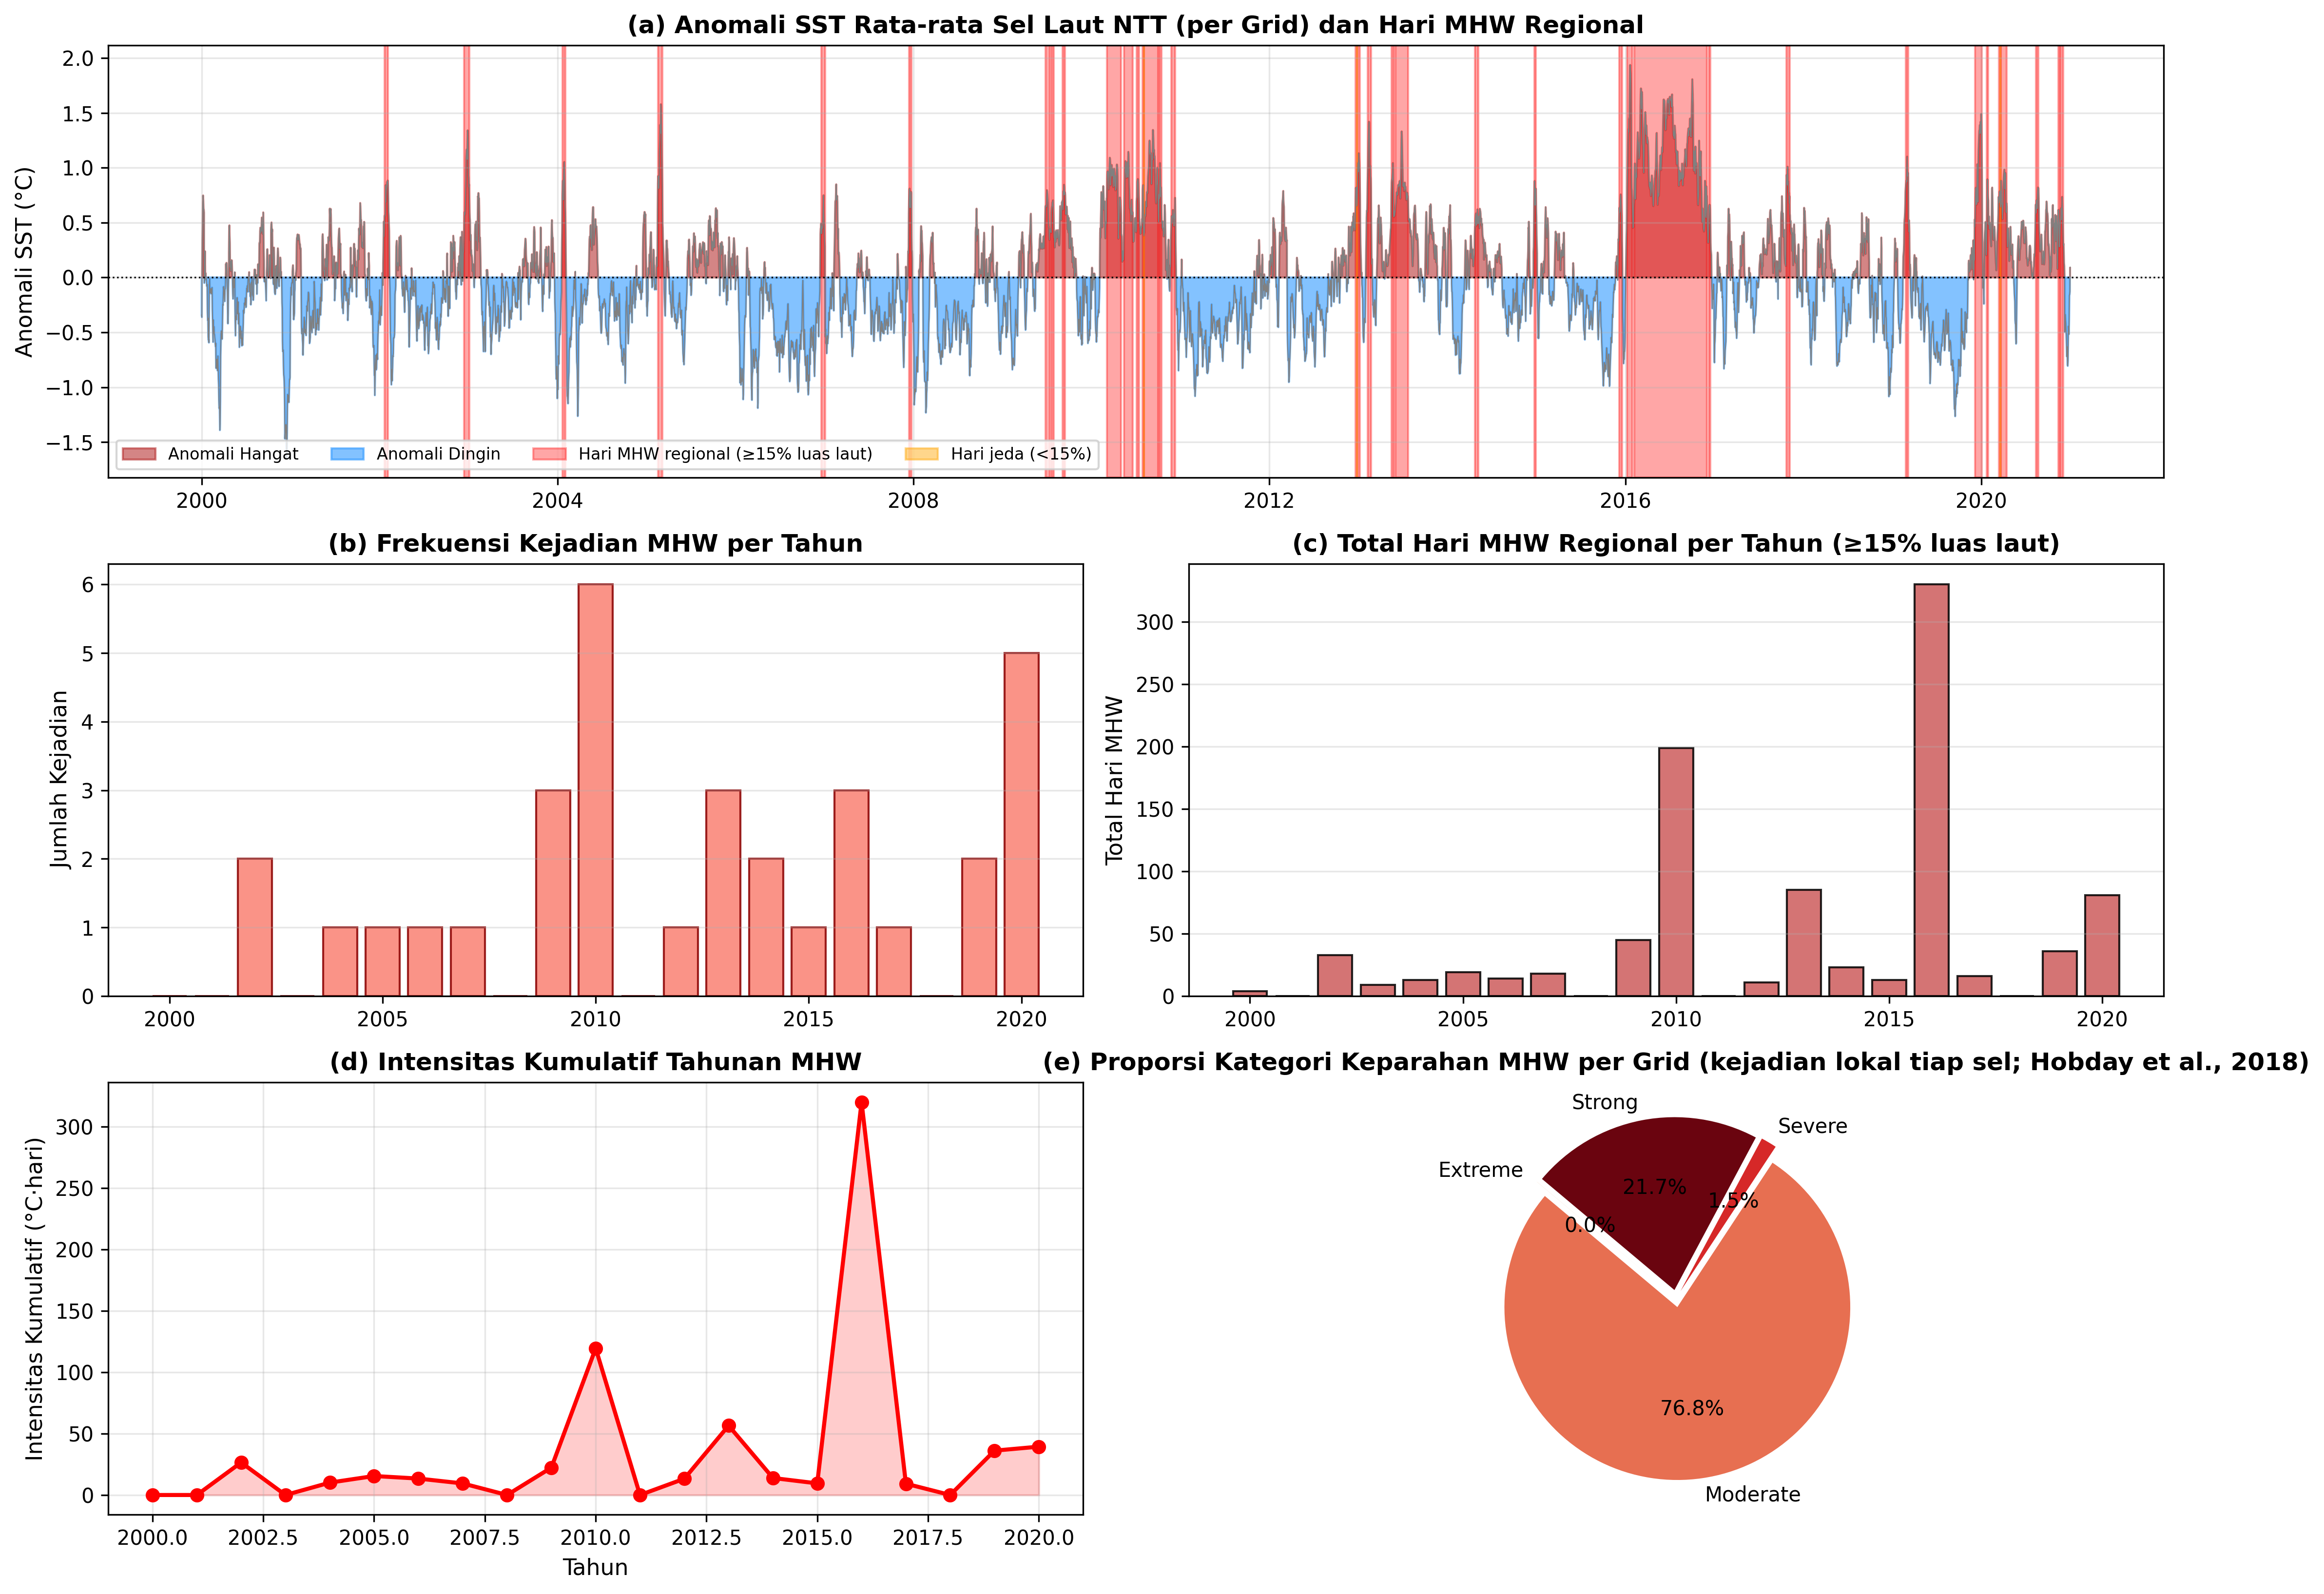 (a) Anomali SST Rata-rata Sel Laut NTT (per Grid) dan Hari MHW Regional
Anomali SST (°C)
2.0
1.5
1.0
0.5
0.0
−0.5
−1.0
−1.5
Anomali Hangat
Anomali Dingin
Hari MHW regional (≥15% luas laut)
Hari jeda (<15%)
2000 2004 2008 2012 2016 2020
(b) Frekuensi Kejadian MHW per Tahun
Jumlah Kejadian
6
5
4
3
2
1
0
2000 2005 2010 2015 2020
(c) Total Hari MHW Regional per Tahun (≥15% luas laut)
Total Hari MHW
300
250
200
150
100
50
0
2000 2005 2010 2015 2020
(d) Intensitas Kumulatif Tahunan MHW
Intensitas Kumulatif (°C·hari)
300
250
200
150
100
50
0
2000.0 2002.5 2005.0 2007.5 2010.0 2012.5 2015.0 2017.5 2020.0
Tahun
(e) Proporsi Kategori Keparahan MHW per Grid (kejadian lokal tiap sel; Hobday et al., 2018)
Strong
Severe
Extreme
21.7%
1.5%
0.0%
76.8%
Moderate